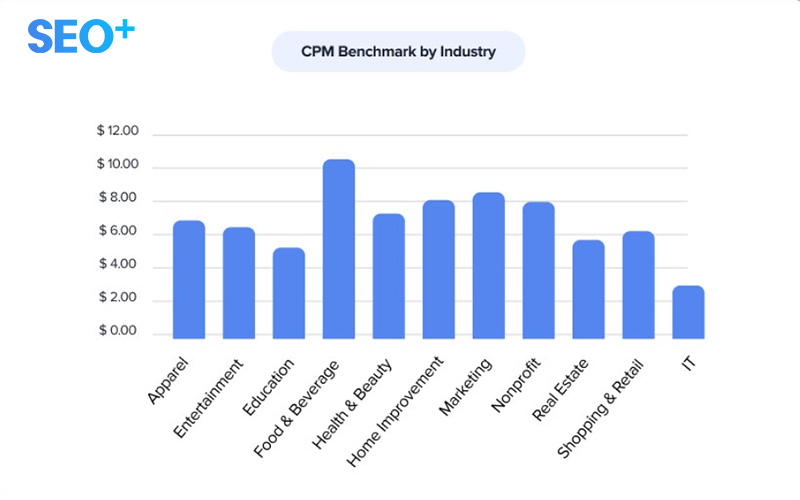 SEO+
CPM Benchmark by Industry
$ 12.00
$ 10.00
$ 8.00
$ 6.00
$ 4.00
$ 2.00
$ 0.00
Apparel
Entertainment
Education
Food & Beverage
Health & Beauty
Home Improvement
Marketing
Nonprofit
Real Estate
Shopping & Retail
IT